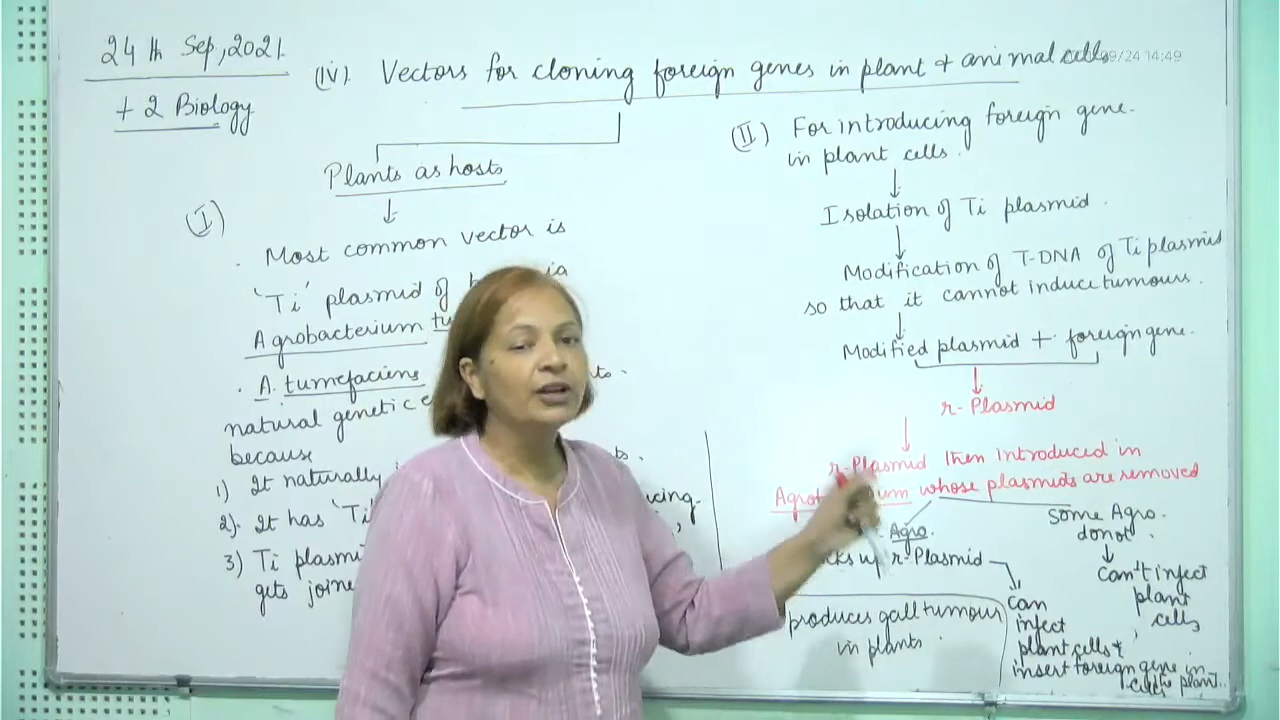 24th Sep, 2021.
+2 Biology
(iv). Vectors for cloning foreign genes in plant + animal cells
09/24 14:49
Plants as hosts
(I)
. Most common vector is
'Ti' plasmid of
Agrobacterium
. A. tumefaciens
natural genetic
because
1) It naturally
2). It has 'Ti'
3) Ti
gets
(II) For introducing foreign gene.
in plant cells.
Isolation of Ti plasmid.
Modification of T-DNA of Ti plasmid
so that it cannot induce tumours.
Modified plasmid + foreign gene.
r-Plasmid
r-Plasmid then introduced in
whose plasmids are removed
Agro.
r-Plasmid
produces gall tumour
in plants.
some Agro.
donot.
can't infect
plant
cells
can
infect
plant cells +
insert foreign gene in
plant.